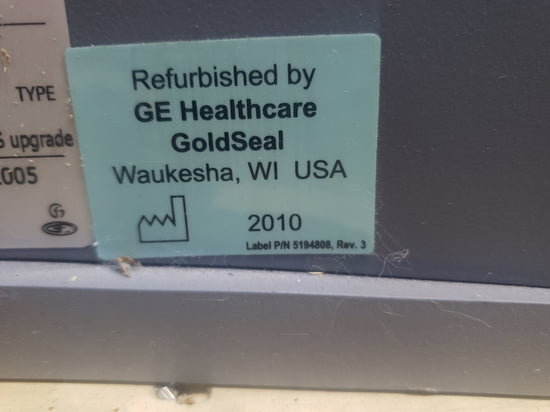 TYPE
S upgrade
Refurbished by
GE Healthcare
GoldSeal
Waukesha, WI USA
2010
Label P/N 5194808, Rev. 3